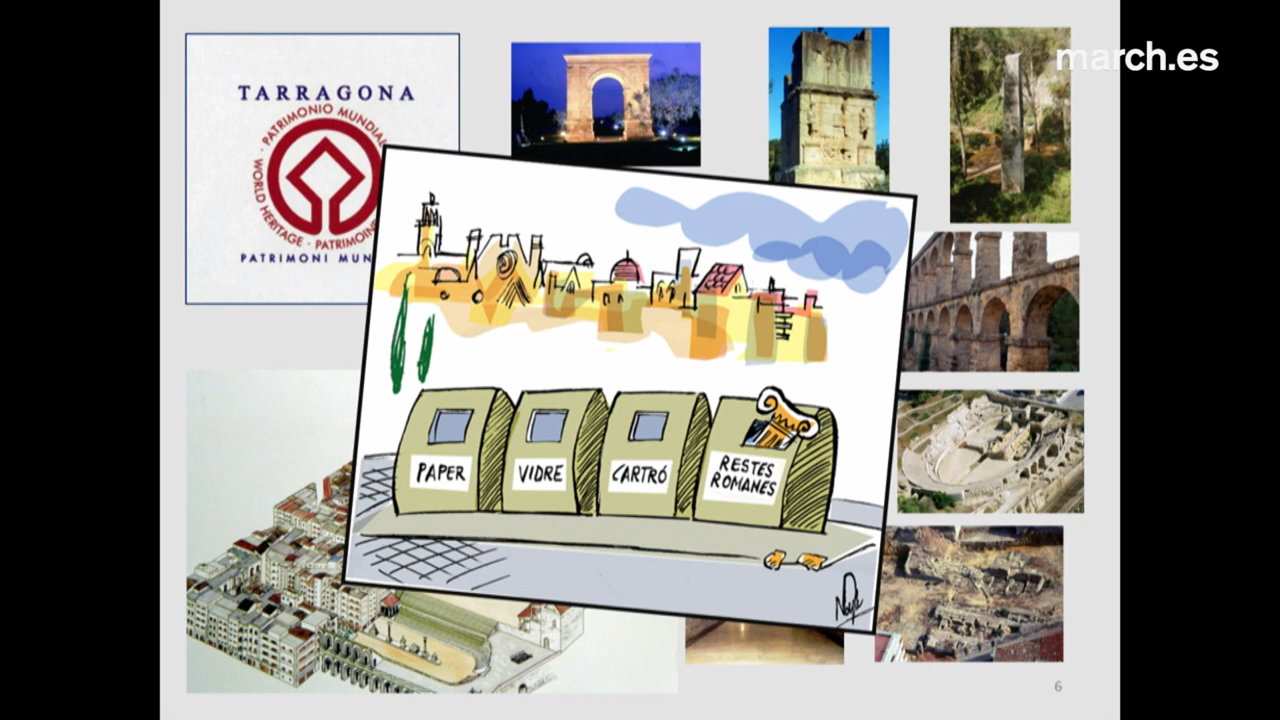 march.es
TARRAGONA
· PATRIMONIO MUNDIAL
WORLD HERITAGE · PATRIMOINE
PATRIMONI MUN
PAPER
VIDRE
CARTRÓ
RESTES
ROMANES
6